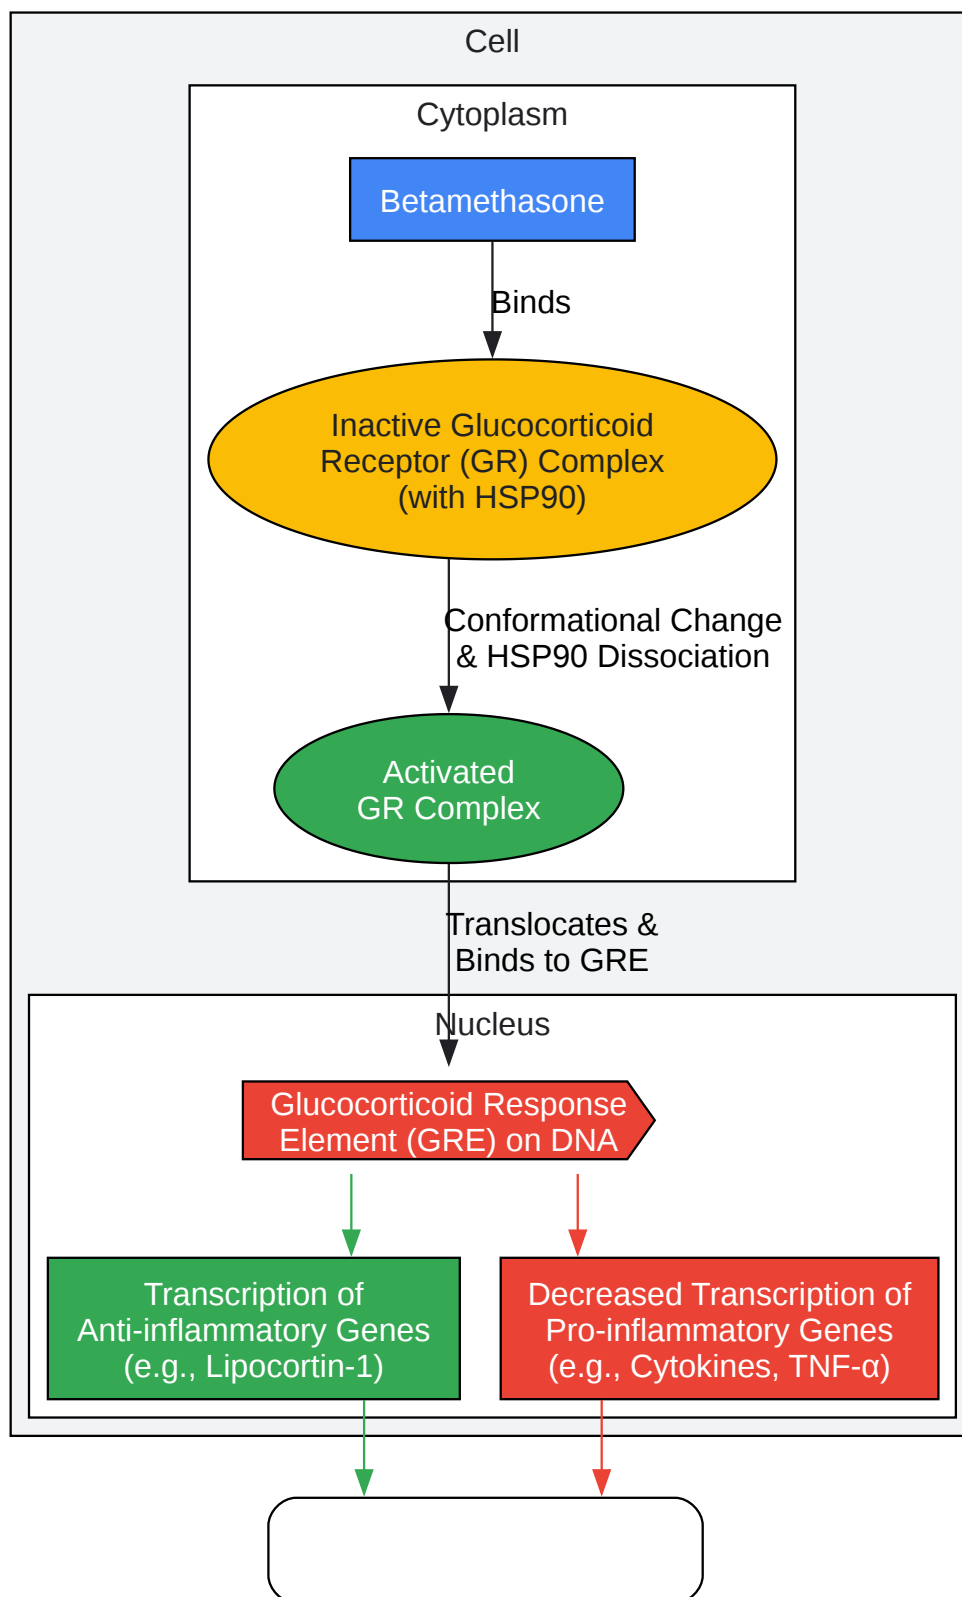 Cell
Cytoplasm
Betamethasone
Binds
Inactive Glucocorticoid
Receptor (GR) Complex
(with HSP90)
Conformational Change
& HSP90 Dissociation
Activated
GR Complex
Translocates &
Binds to GRE
Nucleus
Glucocorticoid Response
Element (GRE) on DNA
Transcription of
Anti-inflammatory Genes
(e.g., Lipocortin-1)
Decreased Transcription of
Pro-inflammatory Genes
(e.g., Cytokines, TNF-α)